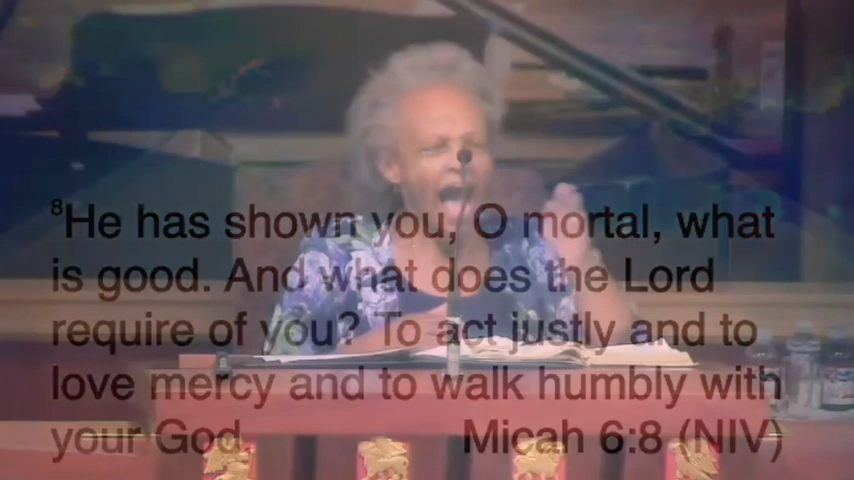 ⁸He has shown you, O mortal, what
is good. And what does the Lord
require of you? To act justly and to
love mercy and to walk humbly with
your God. Micah 6:8 (NIV)